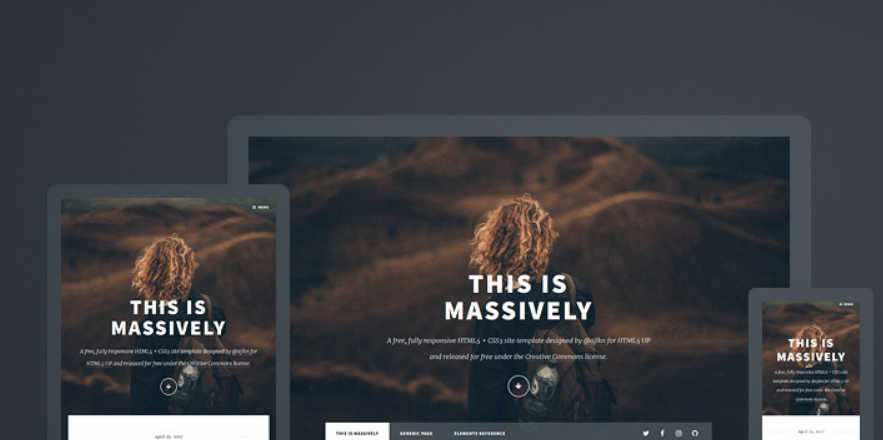 MENU
THIS IS
MASSIVELY
A free, fully responsive HTML5 + CSS3 site template designed by @ajlkn for
HTML5 UP and released for free under the Creative Commons license.
April 25, 2017
THIS IS
MASSIVELY
A free, fully responsive HTML5 + CSS3 site template designed by @ajlkn for HTML5 UP
and released for free under the Creative Commons license.
THIS IS MASSIVELY
GENERIC PAGE
ELEMENTS REFERENCE
MENU
THIS IS
MASSIVELY
A free, fully responsive HTML5 + CSS3 site
template designed by @ajlkn for HTML5 UP
and released for free under the Creative
Commons license.
April 25, 2017